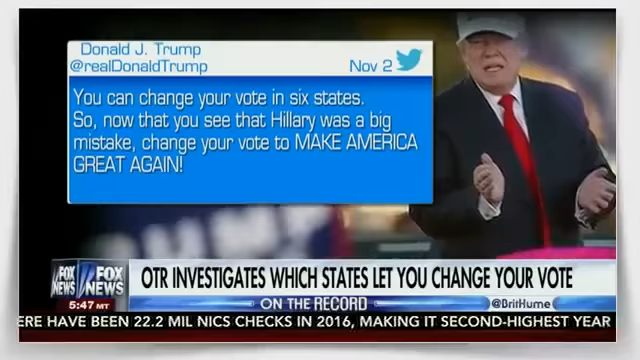 Donald J. Trump
@realDonaldTrump
Nov 2
You can change your vote in six states.
So, now that you see that Hillary was a big
mistake, change your vote to MAKE AMERICA
GREAT AGAIN!
FOX
NEWS
FOX
NEWS
OTR INVESTIGATES WHICH STATES LET YOU CHANGE YOUR VOTE
5:47 MT
ON THE RECORD
@BritHume
ERE HAVE BEEN 22.2 MIL NICS CHECKS IN 2016, MAKING IT SECOND-HIGHEST YEAR